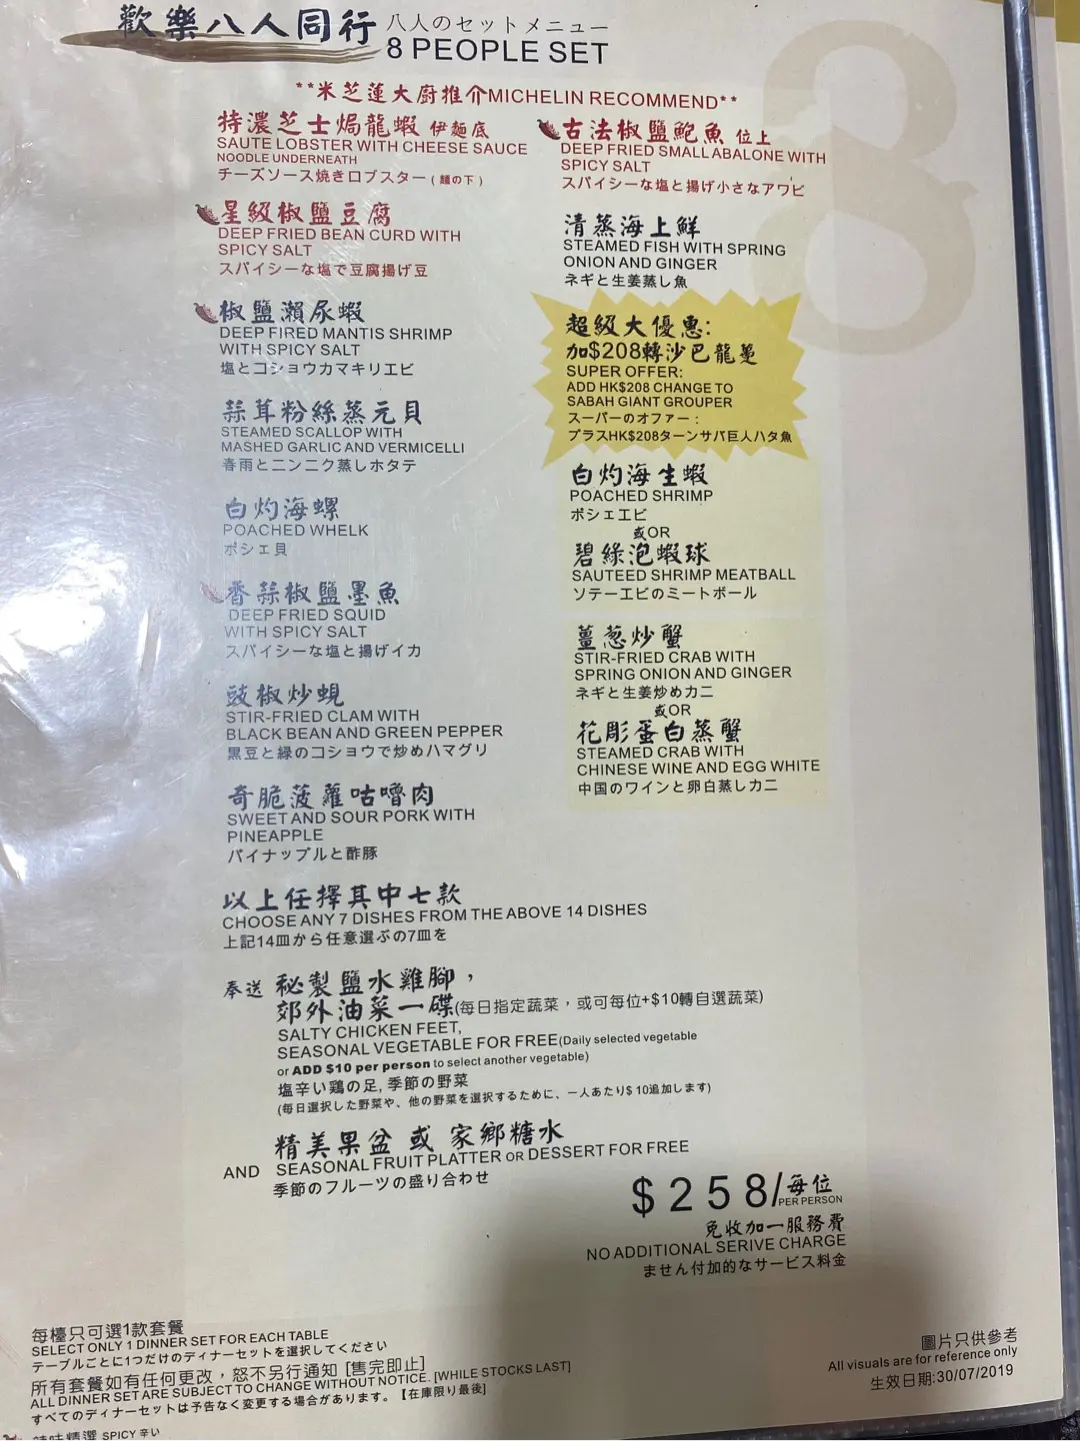 歡樂八人同行 八人のセットメニュー
8 PEOPLE SET
**米芝蓮大廚推介MICHELIN RECOMMEND**
特濃芝士焗龍蝦 伊麵底
SAUTE LOBSTER WITH CHEESE SAUCE
NOODLE UNDERNEATH
チーズソース焼きロブスター ( 麺の下 )
星級椒鹽豆腐
DEEP FRIED BEAN CURD WITH
SPICY SALT
スパイシーな塩で豆腐揚げ豆
椒鹽瀨尿蝦
DEEP FIRED MANTIS SHRIMP
WITH SPICY SALT
塩とコショウカマキリエビ
蒜茸粉絲蒸元貝
STEAMED SCALLOP WITH
MASHED GARLIC AND VERMICELLI
春雨とニンニク蒸しホタテ
白灼海螺
POACHED WHELK
ポシェ貝
香蒜椒鹽墨魚
DEEP FRIED SQUID
WITH SPICY SALT
スパイシーな塩と揚げイカ
豉椒炒蜆
STIR-FRIED CLAM WITH
BLACK BEAN AND GREEN PEPPER
黒豆と緑のコショウで炒めハマグリ
奇脆菠蘿咕嚕肉
SWEET AND SOUR PORK WITH
PINEAPPLE
パイナップルと酢豚
古法椒鹽鮑魚 位上
DEEP FRIED SMALL ABALONE WITH
SPICY SALT
スパイシーな塩と揚げ小さなアワビ
清蒸海上鮮
STEAMED FISH WITH SPRING
ONION AND GINGER
ネギと生姜蒸し魚
超級大優惠:
加$208轉沙巴龍躉
SUPER OFFER:
ADD HK$208 CHANGE TO
SABAH GIANT GROUPER
スーパーのオファー :
プラスHK$208ターンサバ巨人ハタ魚
白灼海生蝦
POACHED SHRIMP
ポシェエビ
或OR
碧綠泡蝦球
SAUTEED SHRIMP MEATBALL
ソテーエビのミートボール
薑葱炒蟹
STIR-FRIED CRAB WITH
SPRING ONION AND GINGER
ネギと生姜炒めカニ
或OR
花彫蛋白蒸蟹
STEAMED CRAB WITH
CHINESE WINE AND EGG WHITE
中国のワインと卵白蒸しカニ
以上任擇其中七款
CHOOSE ANY 7 DISHES FROM THE ABOVE 14 DISHES
上記14皿から任意選ぶの7皿を
奉送 秘製鹽水雞腳，
郊外油菜一碟(每日指定蔬菜，或可每位+$10轉自選蔬菜)
SALTY CHICKEN FEET,
SEASONAL VEGETABLE FOR FREE(Daily selected vegetable
or ADD $10 per person to select another vegetable)
塩辛い鶏の足, 季節の野菜
(毎日選択した野菜や、他の野菜を選択するために、一人あたり$ 10追加します)
精美果盆 或 家鄉糖水
AND SEASONAL FRUIT PLATTER OR DESSERT FOR FREE
季節のフルーツの盛り合わせ
$258/每位
PER PERSON
免收加一服務費
NO ADDITIONAL SERIVE CHARGE
ません付加的なサービス料金
每檯只可選1款套餐
SELECT ONLY 1 DINNER SET FOR EACH TABLE
テーブルごとに1つだけのディナーセットを選択してください
所有套餐如有任何更改，恕不另行通知 [售完即止]
ALL DINNER SET ARE SUBJECT TO CHANGE WITHOUT NOTICE. [WHILE STOCKS LAST]
すべてのディナーセットは予告なく変更する場合があります。【在庫限り最後】
辣味精選 SPICY 辛い
圖片只供參考
All visuals are for reference only
生效日期:30/07/2019
8